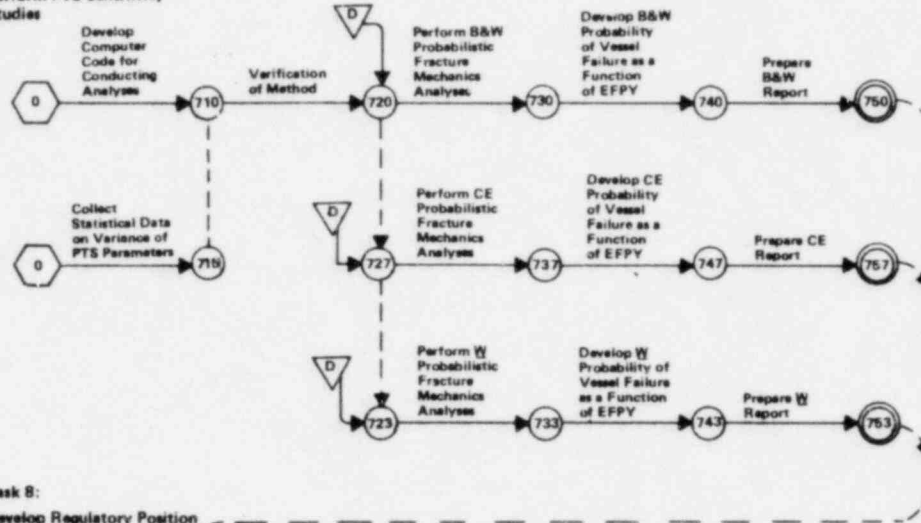 tudies
Develop
Computer
Code for
Conducting
Analyses
Verification
of Method
D
Perform B&W
Probabilistic
Fracture
Mechanics
Analyses
Develop B&W
Probability
of Vessel
Failure as a
Function
of EFPY
Prepare
B&W
Report
0
710
720
730
740
750
Collect
Statistical Data
on Variance of
PTS Parameters
D
Perform CE
Probabilistic
Fracture
Mechanics
Analyses
Develop CE
Probability
of Vessel
Failure as a
Function
of EFPY
Prepare CE
Report
0
715
727
737
747
757
D
Perform W
Probabilistic
Fracture
Mechanics
Analyses
Develop W
Probability of
Vessel Failure
as a Function
of EFPY
Prepare W
Report
723
733
743
753
ask 8:
evelop Regulatory Position